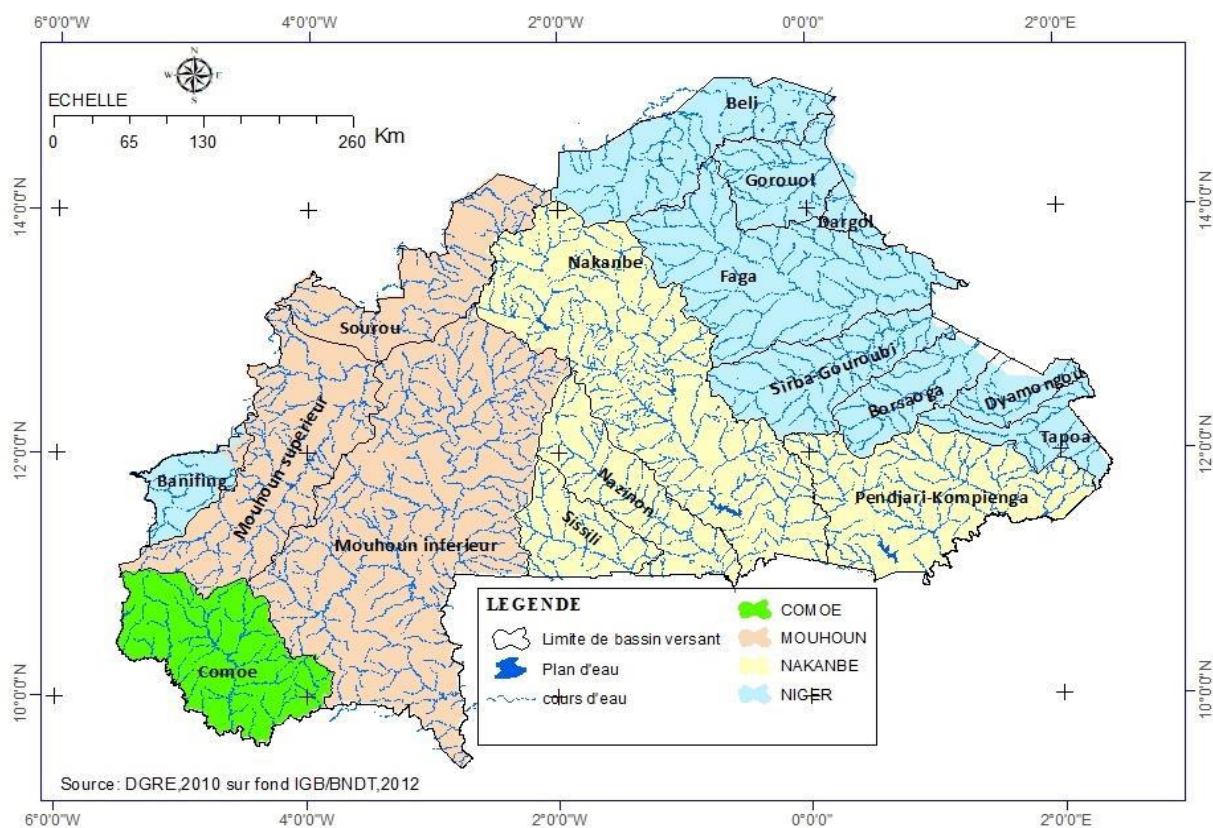 6°0'0"W 4°0'0"W 2°0'0"W 0°0'0" 2°0'0"E
N
W E
S
ECHELLE
0 65 130 260 Km
14°0'0"N
12°0'0"N
10°0'0"N
Beli
Gorouol
Dargol
Nakanbe
Faga
Sourou
Sirba-Gouroubi
Borsaoga
Dyamongou
Tapoa
Banifing
Mouhoun superieur
Pendjari-Kompienga
Nazinon
Sissili
Mouhoun inferieur
Comoe
LEGENDE
Limite de bassin versant
Plan d'eau
cours d'eau
COMOE
MOUHOUN
NAKANBE
NIGER
14°0'0"N
12°0'0"N
10°0'0"N
Source: DGRE,2010 sur fond IGB/BNDT,2012
6°0'0"W 4°0'0"W 2°0'0"W 0°0'0" 2°0'0"E